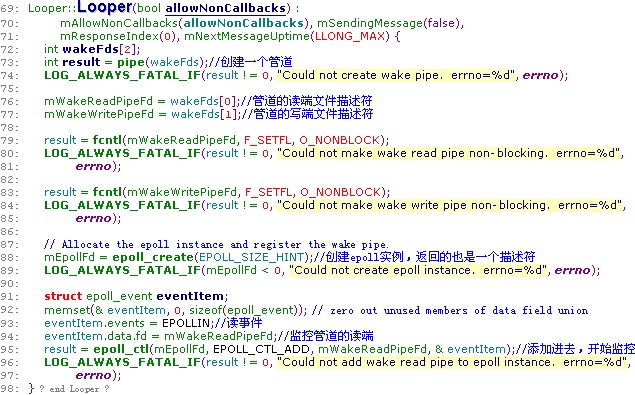 69: Looper::Looper(bool allowNonCallbacks) :
70: mAllowNonCallbacks(allowNonCallbacks), mSendingMessage(false),
71: mResponseIndex(0), mNextMessageUptime(LLONG_MAX) {
72: int wakeFds[2];
73: int result = pipe(wakeFds);//创建一个管道
74: LOG_ALWAYS_FATAL_IF(result != 0, "Could not create wake pipe. errno=%d", errno);
75:
76: mWakeReadPipeFd = wakeFds[0];//管道的读端文件描述符
77: mWakeWritePipeFd = wakeFds[1];//管道的写端文件描述符
78:
79: result = fcntl(mWakeReadPipeFd, F_SETFL, O_NONBLOCK);
80: LOG_ALWAYS_FATAL_IF(result != 0, "Could not make wake read pipe non-blocking. errno=%d",
81: errno);
82:
83: result = fcntl(mWakeWritePipeFd, F_SETFL, O_NONBLOCK);
84: LOG_ALWAYS_FATAL_IF(result != 0, "Could not make wake write pipe non-blocking. errno=%d",
85: errno);
86:
87: // Allocate the epoll instance and register the wake pipe.
88: mEpollFd = epoll_create(EPOLL_SIZE_HINT);//创建epoll实例，返回的也是一个描述符
89: LOG_ALWAYS_FATAL_IF(mEpollFd < 0, "Could not create epoll instance. errno=%d", errno);
90:
91: struct epoll_event eventItem;
92: memset(& eventItem, 0, sizeof(epoll_event)); // zero out unused members of data field union
93: eventItem.events = EPOLLIN;//读事件
94: eventItem.data.fd = mWakeReadPipeFd;//监控管道的读端
95: result = epoll_ctl(mEpollFd, EPOLL_CTL_ADD, mWakeReadPipeFd, & eventItem);//添加进去，开始监控
96: LOG_ALWAYS_FATAL_IF(result != 0, "Could not add wake read pipe to epoll instance. errno=%d",
97: errno);
98: } ? end Looper ?